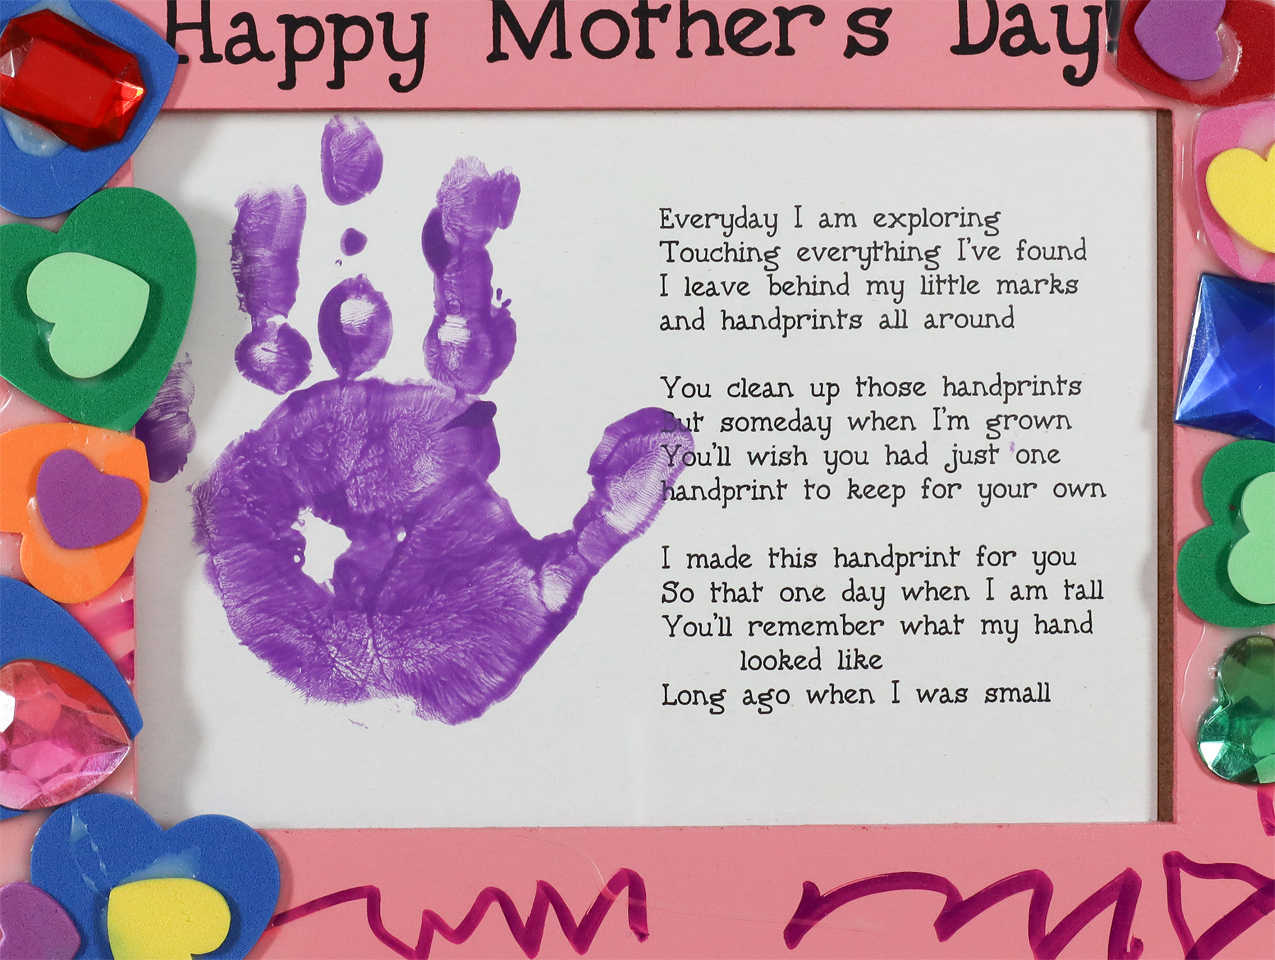 Happy Mother's Day!
Everyday I am exploring
Touching everything I've found
I leave behind my little marks
and handprints all around
You clean up those handprints
But someday when I'm grown
You'll wish you had just one
handprint to keep for your own
I made this handprint for you
So that one day when I am tall
You'll remember what my hand
looked like
Long ago when I was small